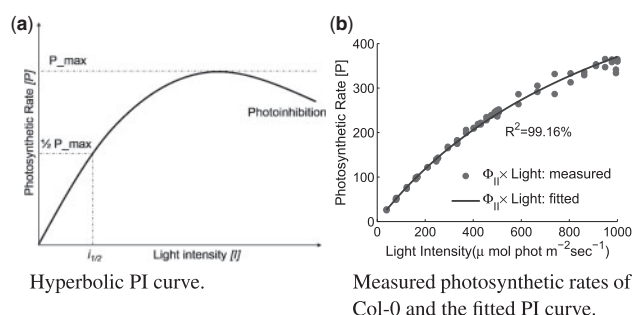 (a)
P_max
½ P_max
Photoinhibition
Photosynthetic Rate [P]
i1/2
Light intensity [I]
Hyperbolic PI curve.
(b)
400
300
200
100
0
Photosynthetic Rate [P]
R²=99.16%
Φ||× Light: measured
Φ||× Light: fitted
0 200 400 600 800 1000
Light Intensity(μ mol phot m⁻²sec⁻¹)
Measured photosynthetic rates of
Col-0 and the fitted PI curve.